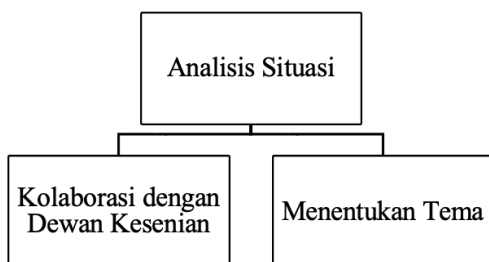 Analisis Situasi
Kolaborasi dengan
Dewan Kesenian
Menentukan Tema